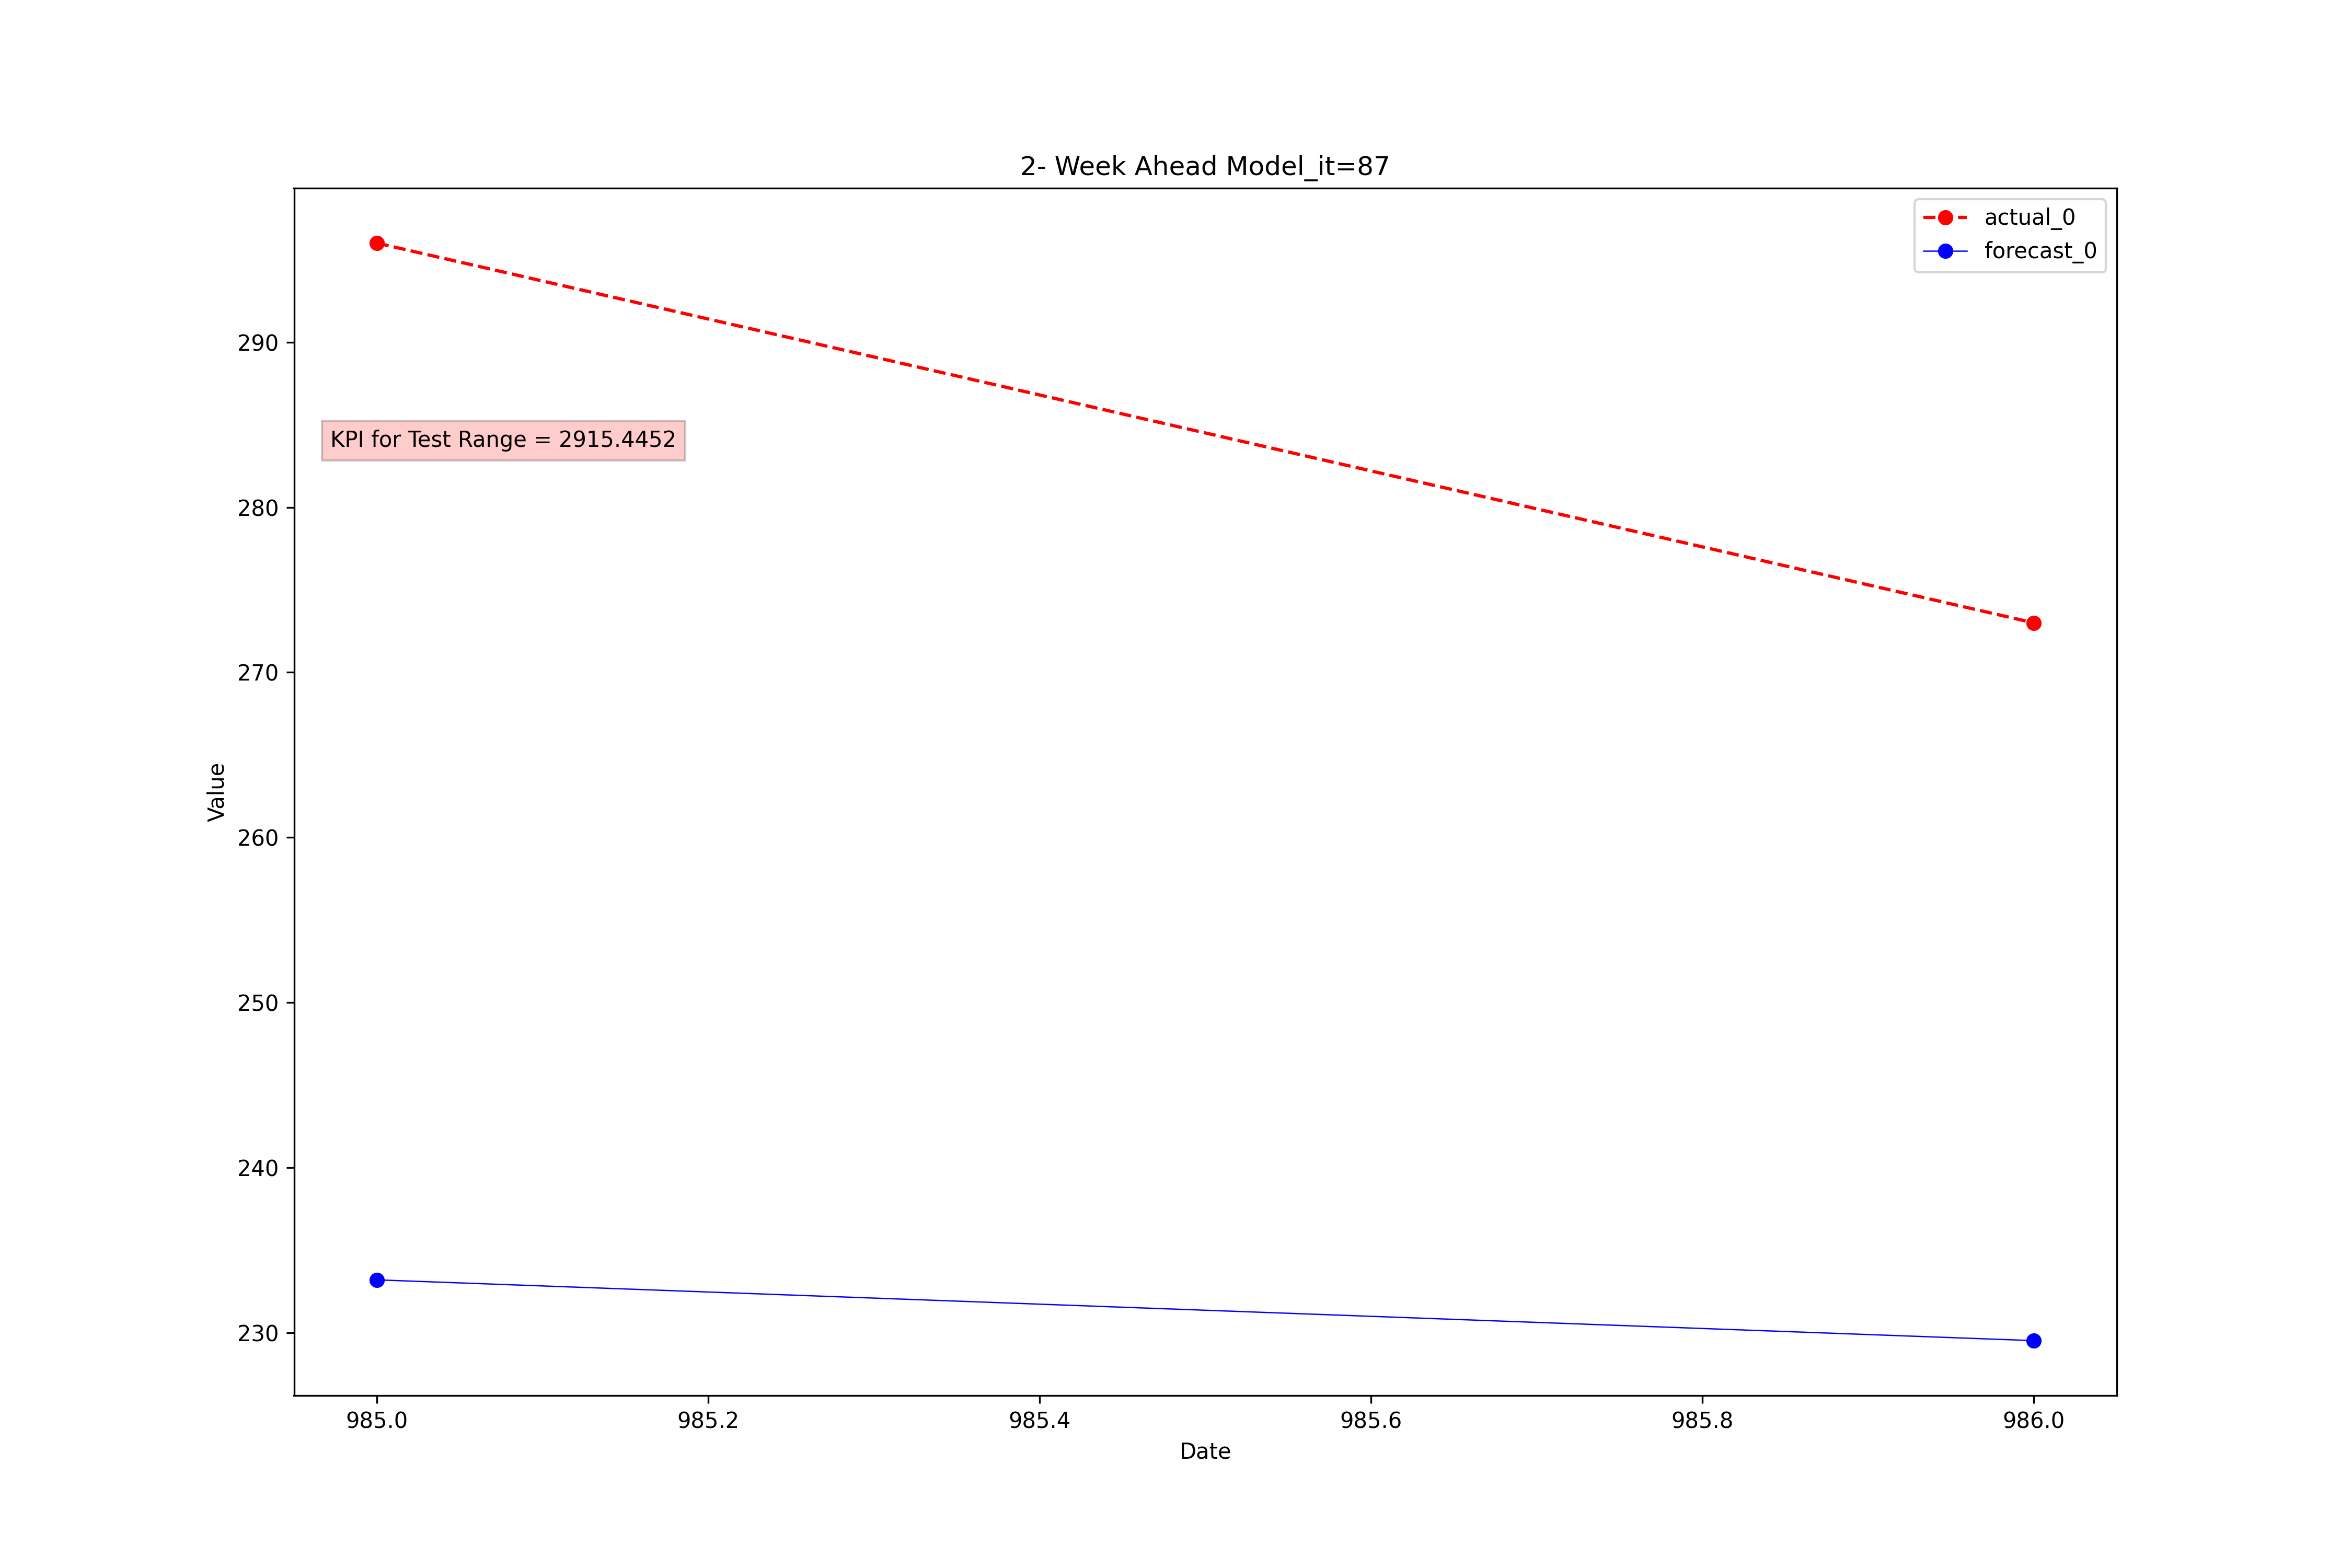 2- Week Ahead Model_it=87
actual_0
forecast_0
KPI for Test Range = 2915.4452
Value
290
280
270
260
250
240
230
985.0 985.2 985.4 985.6 985.8 986.0
Date